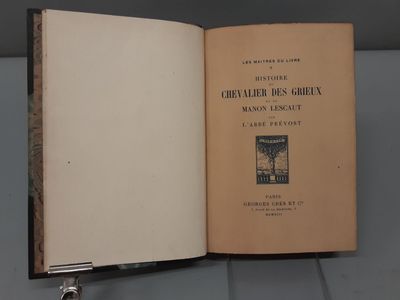 LES MAITRES DU LIVRE
HISTOIRE
DU
CHEVALIER DES GRIEUX
ET DE
MANON LESCAUT
PAR
L'ABBÉ PRÉVOST
PARIS
GEORGES CRÈS ET Cie